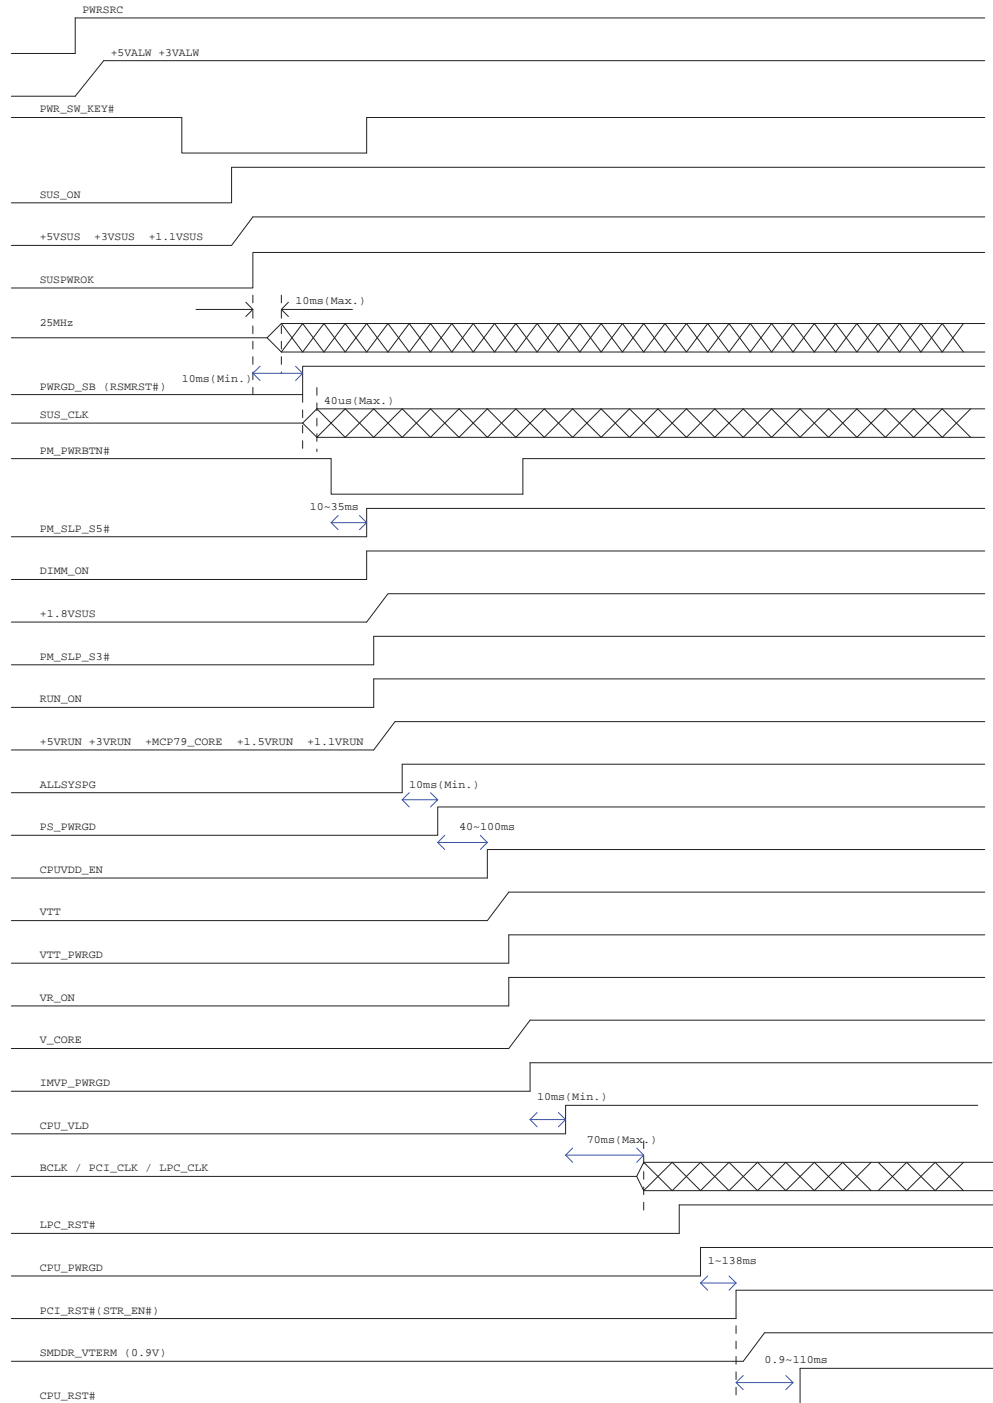 PWRSRC
+5VALW +3VALW
PWR_SW_KEY#
SUS_ON
+5VSUS +3VSUS +1.1VSUS
SUSPWROK
10ms(Max.)
25MHz
10ms(Min.)
PWRGD_SB (RSMRST#)
40us(Max.)
SUS_CLK
PM_PWRBTN#
10~35ms
PM_SLP_S5#
DIMM_ON
+1.8VSUS
PM_SLP_S3#
RUN_ON
+5VRUN +3VRUN +MCP79_CORE +1.5VRUN +1.1VRUN
ALLSYSPG
10ms(Min.)
PS_PWRGD
40~100ms
CPUVDD_EN
VTT
VTT_PWRGD
VR_ON
V_CORE
IMVP_PWRGD
10ms(Min.)
CPU_VLD
70ms(Max.)
BCLK / PCI_CLK / LPC_CLK
LPC_RST#
CPU_PWRGD
1~138ms
PCI_RST#(STR_EN#)
SMDDR_VTERM (0.9V)
0.9~110ms
CPU_RST#